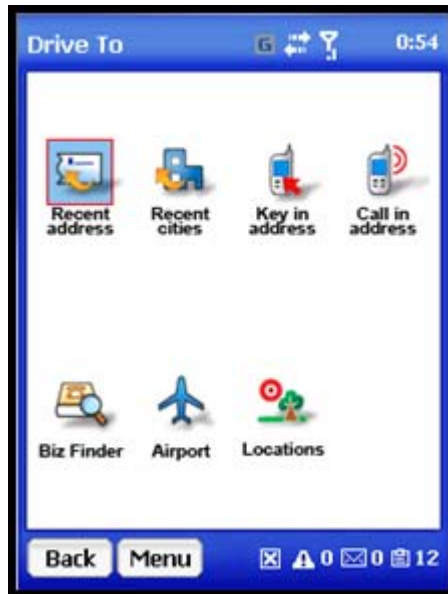 Drive To G 0:54
Recent address
Recent cities
Key in address
Call in address
Biz Finder
Airport
Locations
Back Menu 0 0 12